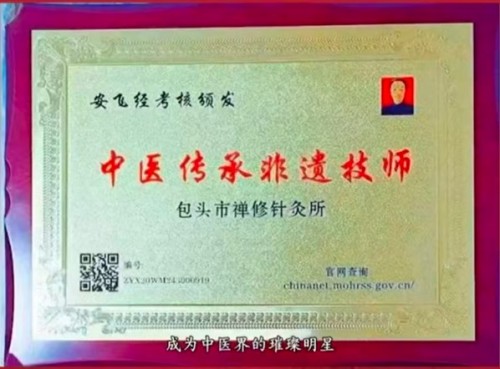 安飞经考核颁发
中医传承非遗技师
包头市禅修针灸所
编号:
官网查询
chinanet.mohrss.gov.cn/
成为中医界的璀璨明星